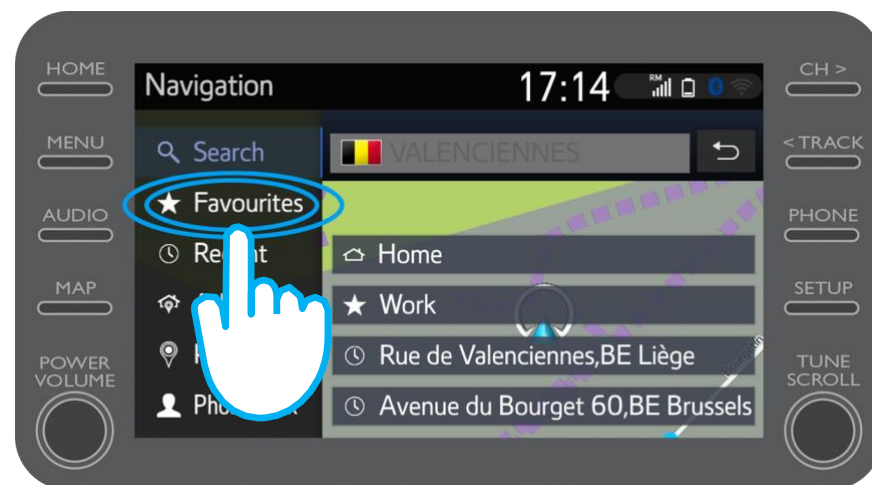 HOME
MENU
AUDIO
MAP
POWER
VOLUME
Navigation
17:14
RM
Search
Favourites
VALENCIENNES
Home
Work
Rue de Valenciennes,BE Liège
Avenue du Bourget 60,BE Brussels
CH >
< TRACK
PHONE
SETUP
TUNE
SCROLL